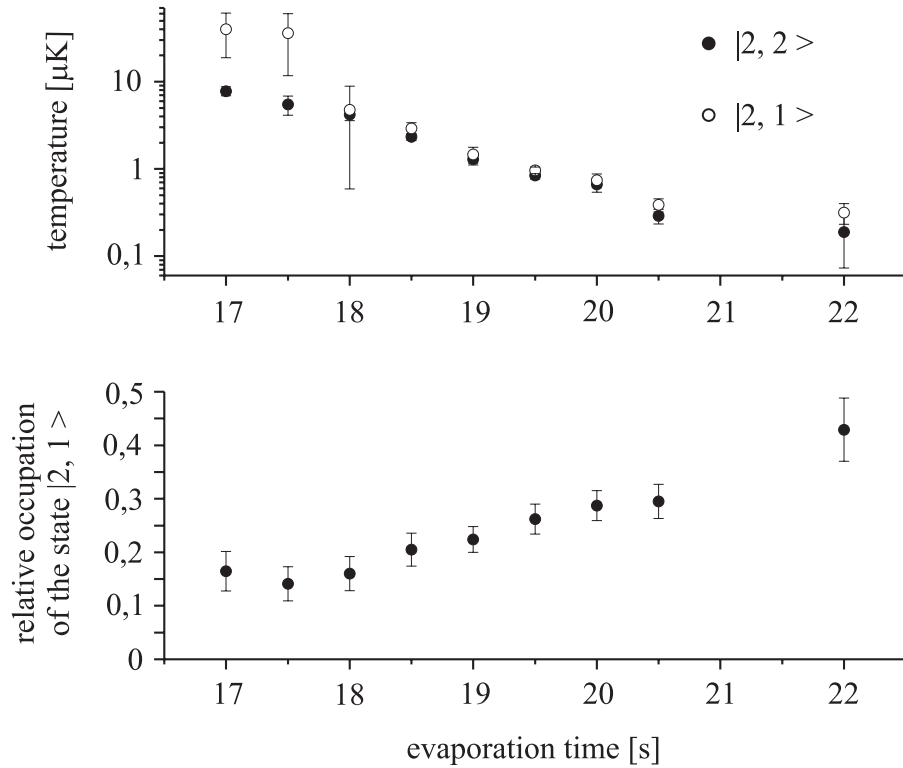 temperature [µK]
10
1
0,1
|2, 2 >
|2, 1 >
17 18 19 20 21 22
relative occupation
of the state |2, 1 >
0,5
0,4
0,3
0,2
0,1
0
17 18 19 20 21 22
evaporation time [s]